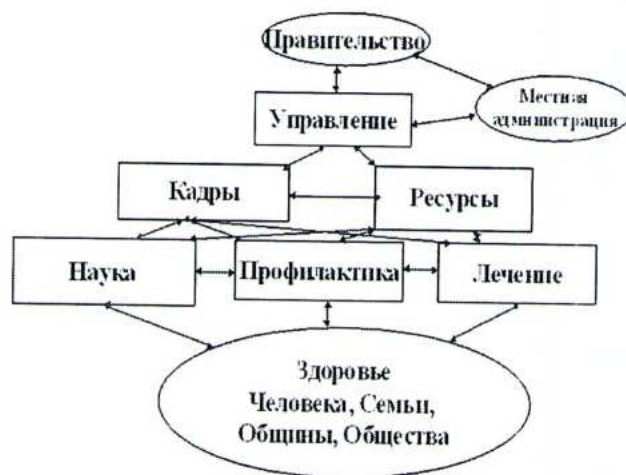 Правительство
Местная
администрация
Управление
Кадры
Ресурсы
Наука
Профилактика
Лечение
Здоровье
Человека, Семьи,
Общины, Общества